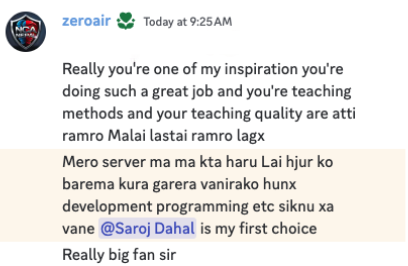 zeroair Today at 9:25 AM
Really you're one of my inspiration you're
doing such a great job and you're teaching
methods and your teaching quality are atti
ramro Malai lastai ramro lagx
Mero server ma ma kta haru Lai hjur ko
barema kura garera vanirako hunx
development programming etc siknu xa
vane @Saroj Dahal is my first choice
Really big fan sir